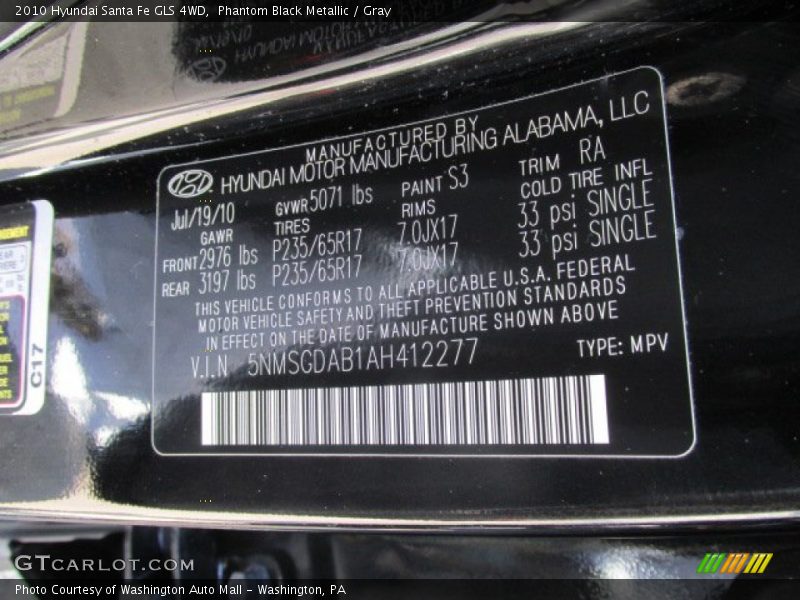 2010 Hyundai Santa Fe GLS 4WD, Phantom Black Metallic / Gray
MANUFACTURED BY
HYUNDAI MOTOR MANUFACTURING ALABAMA, LLC
Jul/19/10 GVWR 5071 lbs PAINT S3 TRIM RA
GAWR TIRES RIMS COLD TIRE INFL
FRONT 2976 lbs P235/65R17 7.0JX17 33 psi SINGLE
REAR 3197 lbs P235/65R17 7.0JX17 33 psi SINGLE
THIS VEHICLE CONFORMS TO ALL APPLICABLE U.S.A. FEDERAL
MOTOR VEHICLE SAFETY AND THEFT PREVENTION STANDARDS
IN EFFECT ON THE DATE OF MANUFACTURE SHOWN ABOVE
V.I.N 5NMSGDAB1AH412277 TYPE: MPV
C17
GTCARLOT.COM
Photo Courtesy of Washington Auto Mall - Washington, PA